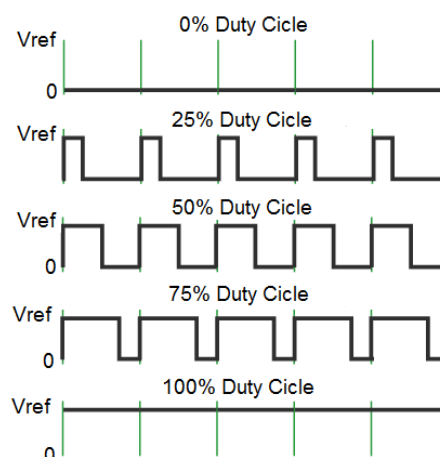 0% Duty Cicle
Vref
0
25% Duty Cicle
Vref
50% Duty Cicle
Vref
0
75% Duty Cicle
Vref
0
100% Duty Cicle
Vref
0